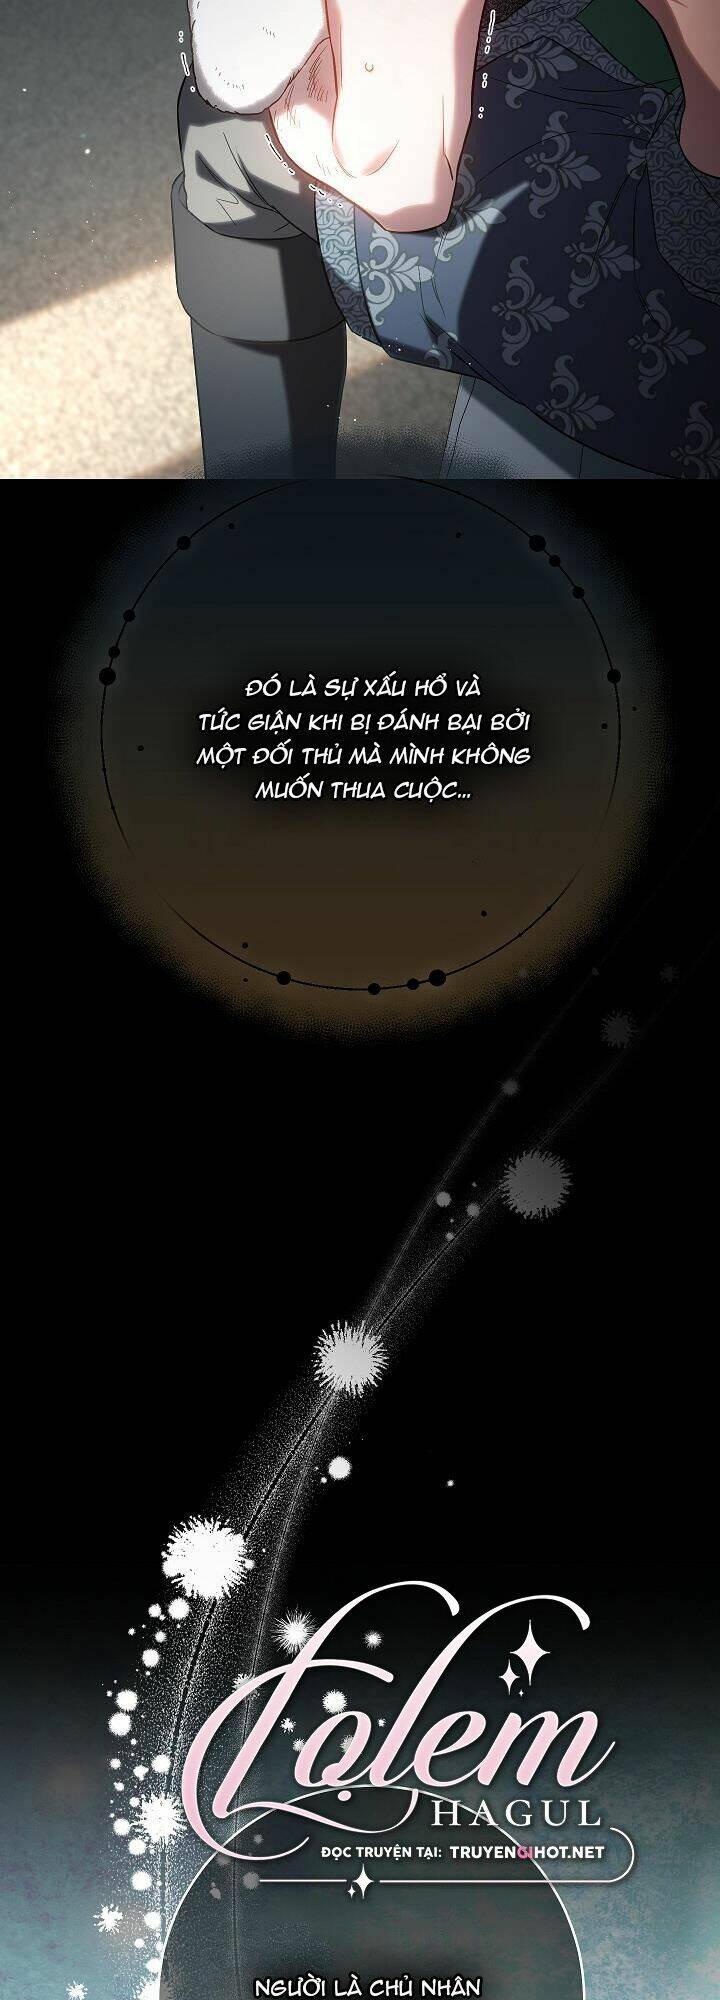 ĐÓ LÀ SỰ XẤU HỔ VÀ
TỨC GIẬN KHI BỊ ĐÁNH BẠI BỞI
MỘT ĐỐI THỦ MÀ MÌNH KHÔNG
MUỐN THUA CUỘC...
Lọlem
HAGUL
ĐỌC TRUYỆN TẠI: TRUYENGIHOT.NET
NGƯỜI LÀ CHỦ NHÂN